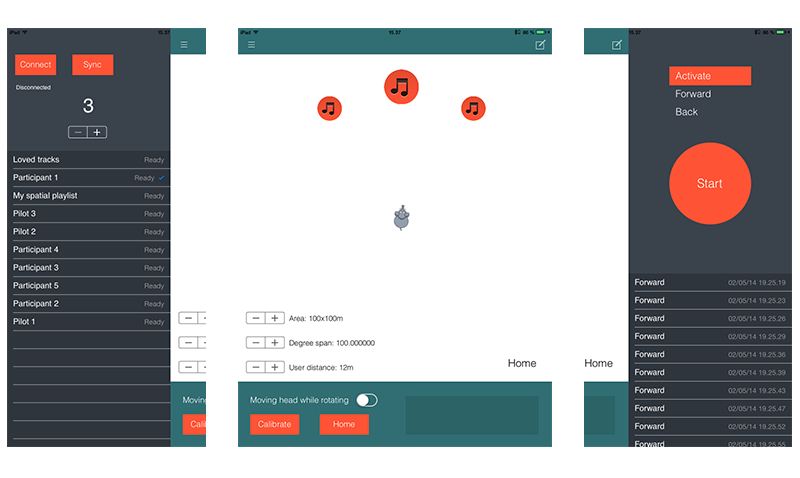 iPad 15.37
Connect Sync
Disconnected
3
Loved tracks Ready
Participant 1 Ready
My spatial playlist Ready
Pilot 3 Ready
Pilot 2 Ready
Participant 4 Ready
Participant 3 Ready
Participant 5 Ready
Participant 2 Ready
Pilot 1 Ready
Moving
Cali
iPad 15.37 86 %
Area: 100x100m
Degree span: 100.000000
User distance: 12m
Home
Moving head while rotating
Calibrate Home
15.37 86 %
Activate
Forward
Back
Start
Home
Forward 02/05/14 19.25.19
Forward 02/05/14 19.25.23
Forward 02/05/14 19.25.26
Forward 02/05/14 19.25.29
Forward 02/05/14 19.25.36
Forward 02/05/14 19.25.39
Forward 02/05/14 19.25.43
Forward 02/05/14 19.25.47
Forward 02/05/14 19.25.52
Forward 02/05/14 19.25.55